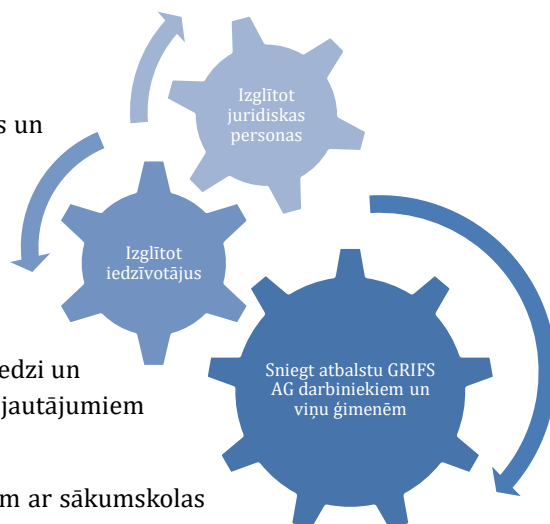 Izglītot
juridiskas
personas
s un
Izglītot
iedzīvotājus
Sniegt atbalstu GRIFS
AG darbiniekiem un
viņu ģimenēm
edzi un
jautājumiem
m ar sākumskolas